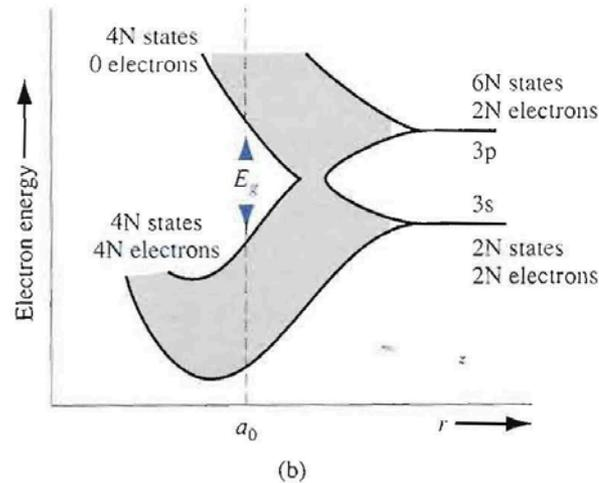 4N states
0 electrons
6N states
2N electrons
3p
E_g
4N states
4N electrons
3s
2N states
2N electrons
Electron energy
a_0
r
(b)